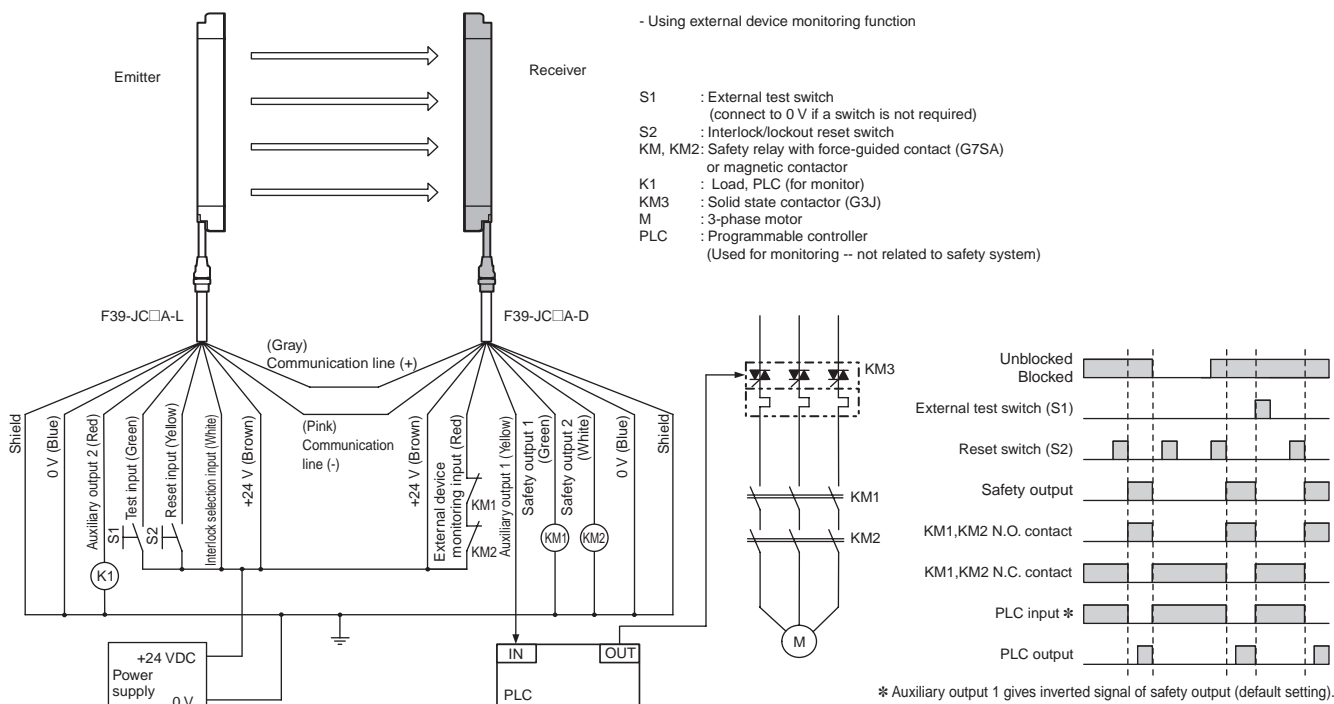 - Using external device monitoring function
Emitter
Receiver
S1 : External test switch
(connect to 0 V if a switch is not required)
S2 : Interlock/lockout reset switch
KM, KM2: Safety relay with force-guided contact (G7SA)
or magnetic contactor
K1 : Load, PLC (for monitor)
KM3 : Solid state contactor (G3J)
M : 3-phase motor
PLC : Programmable controller
(Used for monitoring -- not related to safety system)
F39-JC□A-L
F39-JC□A-D
(Gray)
Communication line (+)
(Pink)
Communication
line (-)
Shield
0 V (Blue)
Auxiliary output 2 (Red)
Test input (Green)
Reset input (Yellow)
Interlock selection input (White)
+24 V (Brown)
+24 V (Brown)
External device
monitoring input (Red)
Auxiliary output 1 (Yellow)
Safety output 1
(Green)
Safety output 2
(White)
0 V (Blue)
Shield
S1
S2
K1
KM1
KM2
KM1
KM2
+24 VDC
Power
supply
0 V
IN
OUT
PLC
KM3
KM1
KM2
M
Unblocked
Blocked
External test switch (S1)
Reset switch (S2)
Safety output
KM1,KM2 N.O. contact
KM1,KM2 N.C. contact
PLC input ✻
PLC output
✻ Auxiliary output 1 gives inverted signal of safety output (default setting).